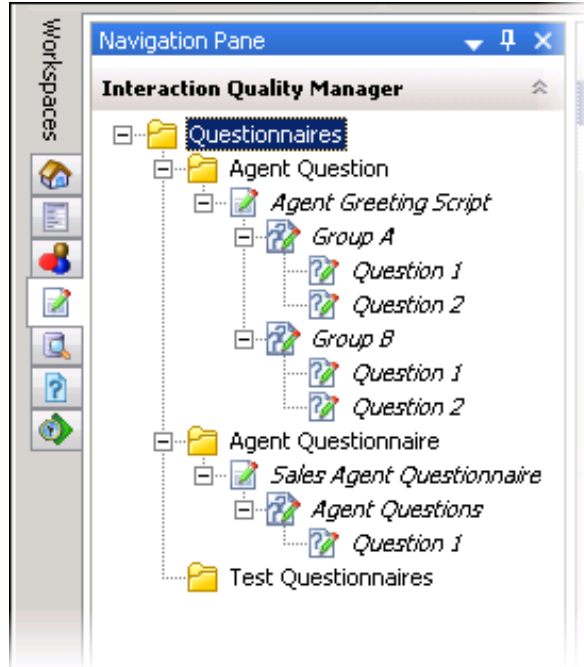 Workspaces
Navigation Pane
Interaction Quality Manager
Questionnaires
Agent Question
Agent Greeting Script
Group A
Question 1
Question 2
Group B
Question 1
Question 2
Agent Questionnaire
Sales Agent Questionnaire
Agent Questions
Question 1
Test Questionnaires